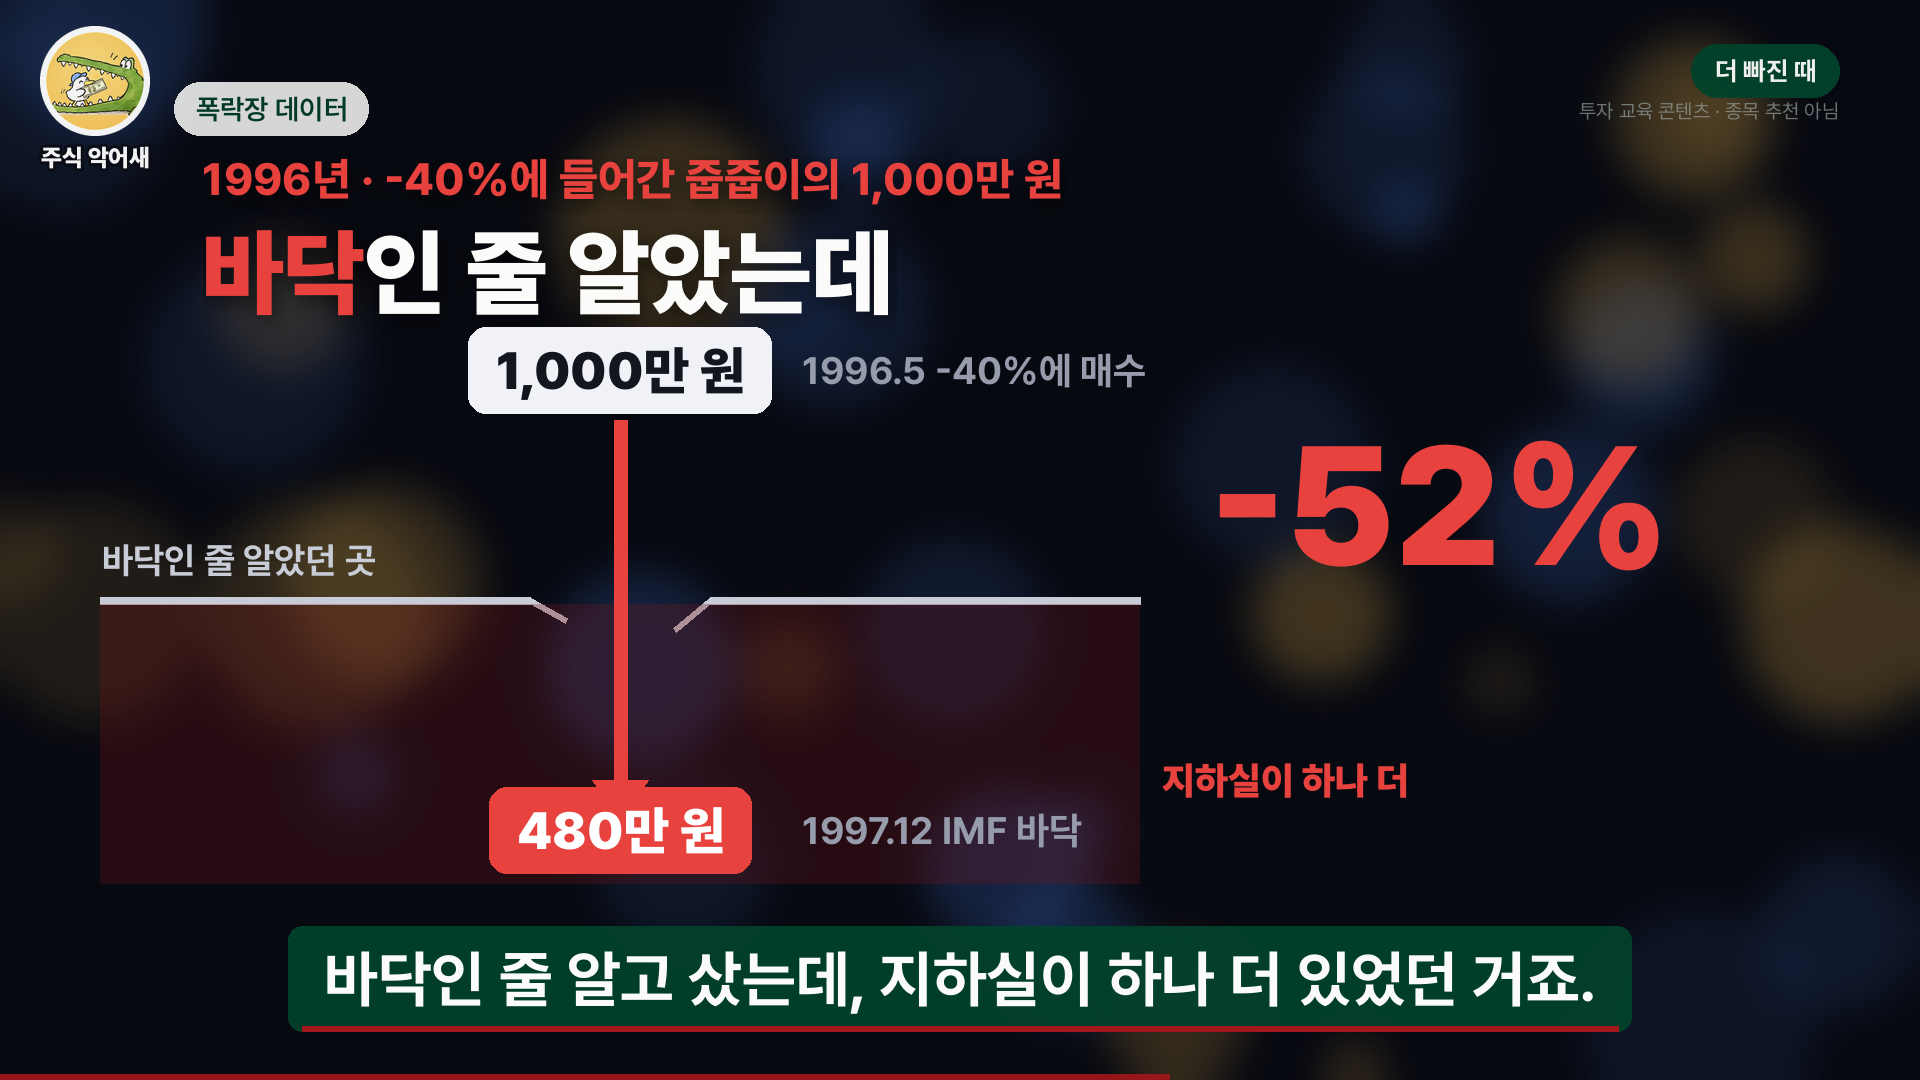 주식 악어새
폭락장 데이터
더 빠진 때
투자 교육 콘텐츠 · 종목 추천 아님
1996년 · -40%에 들어간 줍줍이의 1,000만 원
바닥인 줄 알았는데
1,000만 원
1996.5 -40%에 매수
-52%
바닥인 줄 알았던 곳
지하실이 하나 더
480만 원
1997.12 IMF 바닥
바닥인 줄 알고 샀는데, 지하실이 하나 더 있었던 거죠.